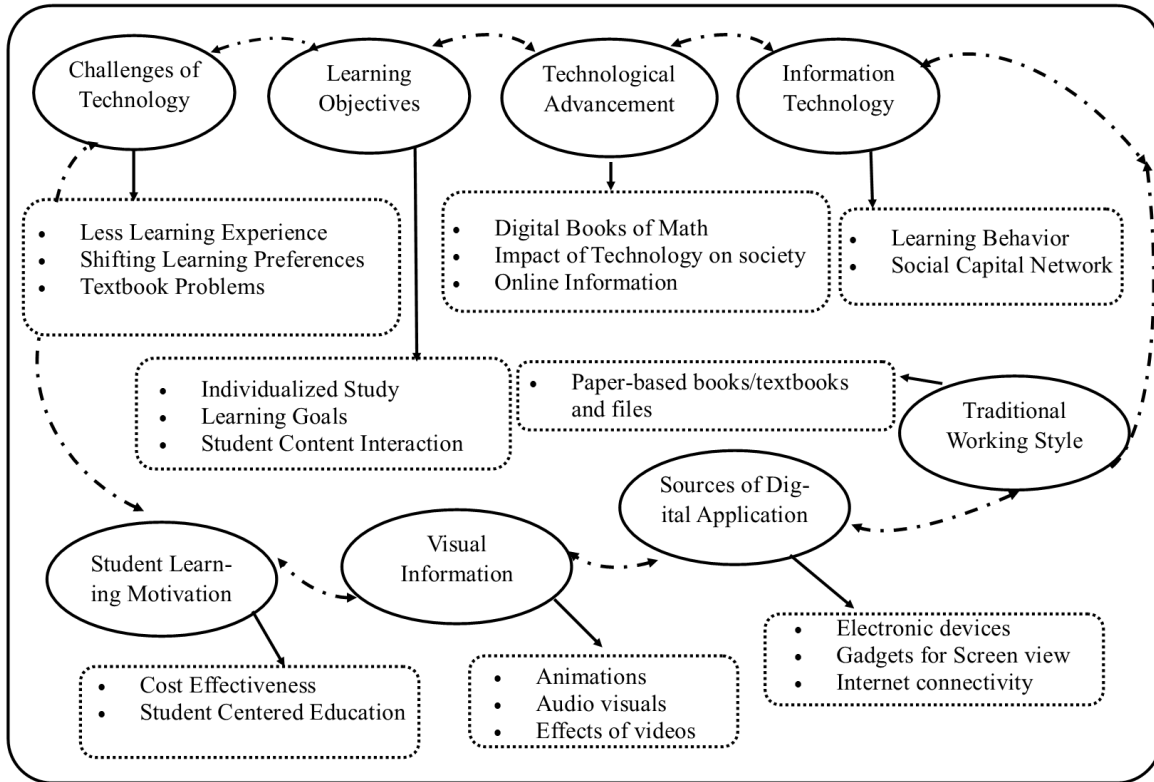 Challenges of
Technology
Learning
Objectives
Technological
Advancement
Information
Technology
• Less Learning Experience
• Shifting Learning Preferences
• Textbook Problems
• Digital Books of Math
• Impact of Technology on society
• Online Information
• Learning Behavior
• Social Capital Network
• Individualized Study
• Learning Goals
• Student Content Interaction
• Paper-based books/textbooks
and files
Traditional
Working Style
Sources of Dig-
ital Application
Visual
Information
Student Learn-
ing Motivation
• Electronic devices
• Gadgets for Screen view
• Internet connectivity
• Animations
• Audio visuals
• Effects of videos
• Cost Effectiveness
• Student Centered Education